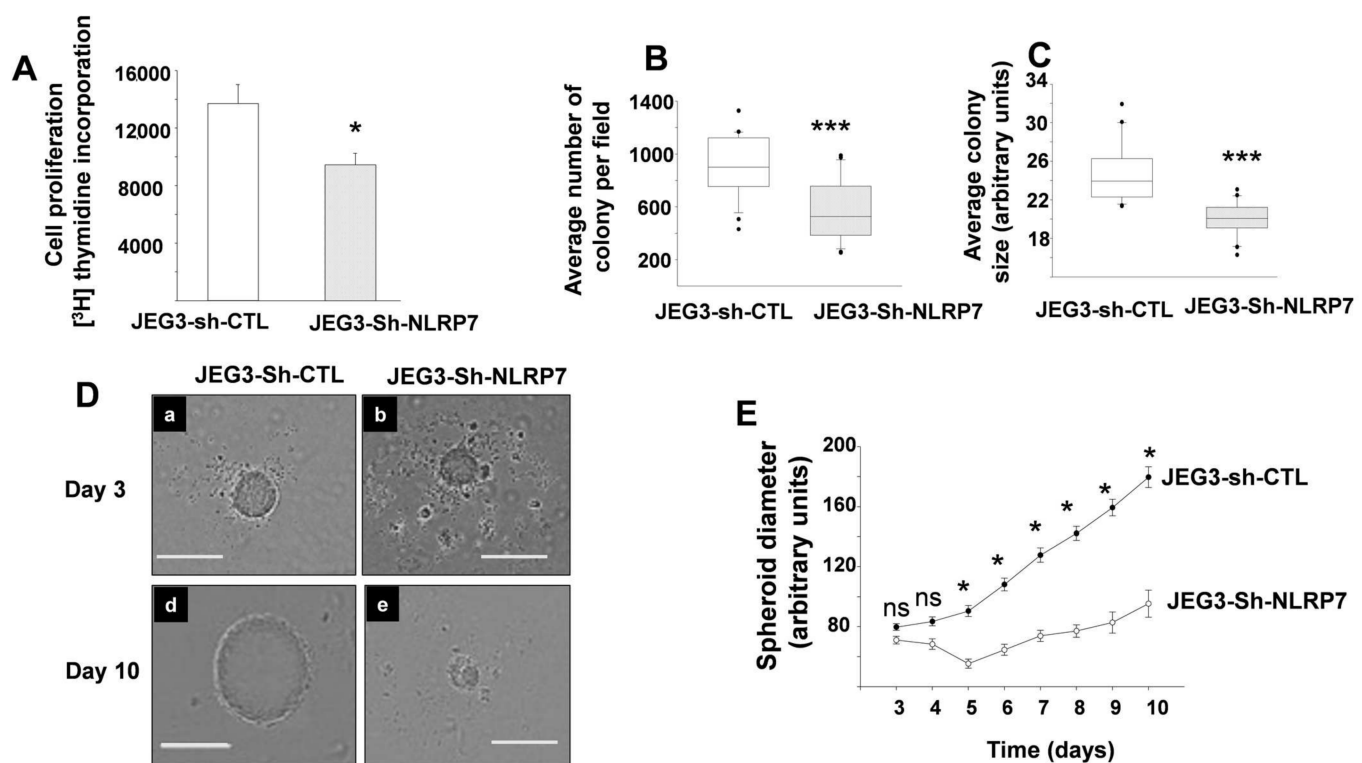 A
Cell proliferation
[³H] thymidine incorporation
16000
12000
8000
4000
*
JEG3-sh-CTL
JEG3-Sh-NLRP7
B
Average number of
colony per field
1400
1000
600
200
***
JEG3-sh-CTL
JEG3-Sh-NLRP7
C
Average colony
size (arbitrary units)
34
30
26
22
18
***
JEG3-sh-CTL
JEG3-Sh-NLRP7
D
JEG3-Sh-CTL
JEG3-Sh-NLRP7
Day 3
a
b
Day 10
d
e
E
Spheroid diameter
(arbitrary units)
200
160
120
80
ns
ns
*
*
*
*
*
*
JEG3-sh-CTL
JEG3-Sh-NLRP7
3 4 5 6 7 8 9 10
Time (days)